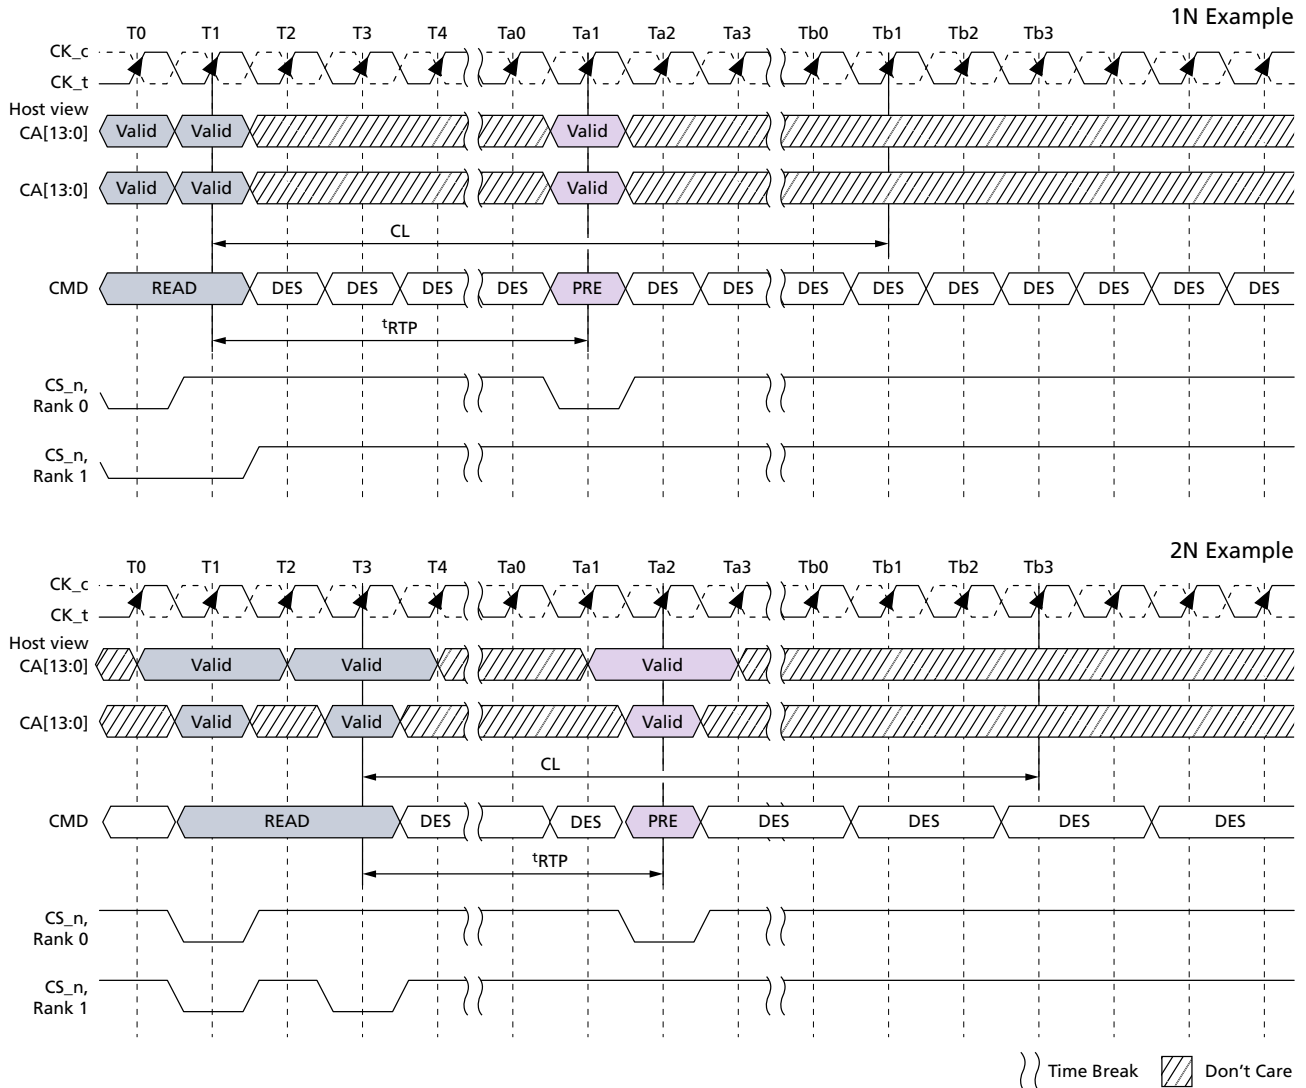 1N Example
T0 T1 T2 T3 T4 Ta0 Ta1 Ta2 Ta3 Tb0 Tb1 Tb2 Tb3
CK_c
CK_t
Host view
CA[13:0] Valid Valid Valid
CA[13:0] Valid Valid Valid
CL
CMD READ DES DES DES DES PRE DES DES DES DES DES DES DES DES DES
tRTP
CS_n,
Rank 0
CS_n,
Rank 1
2N Example
T0 T1 T2 T3 T4 Ta0 Ta1 Ta2 Ta3 Tb0 Tb1 Tb2 Tb3
CK_c
CK_t
Host view
CA[13:0] Valid Valid Valid
CA[13:0] Valid Valid Valid
CL
CMD READ DES DES PRE DES DES DES DES
tRTP
CS_n,
Rank 0
CS_n,
Rank 1
Time Break Don't Care